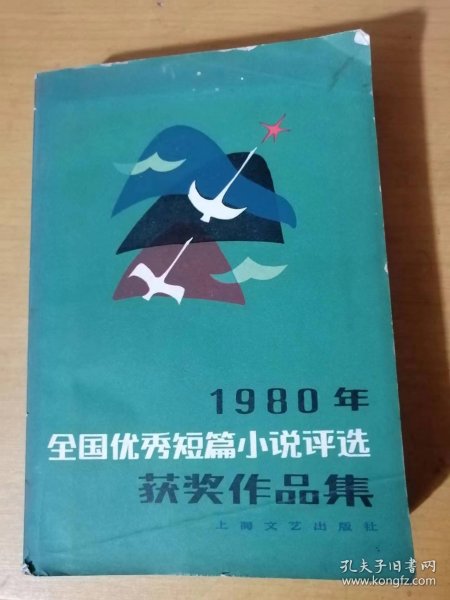 1980年
全国优秀短篇小说评选
获奖作品集
上海文艺出版社
孔夫子旧书网
www.kongfz.com